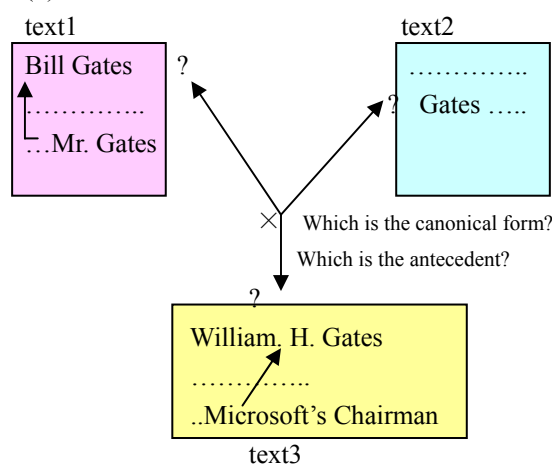 text1
text2
Bill Gates
…………..
…Mr. Gates
?
…………..
? Gates …..
× Which is the canonical form?
Which is the antecedent?
?
William. H. Gates
…………..
..Microsoft's Chairman
text3